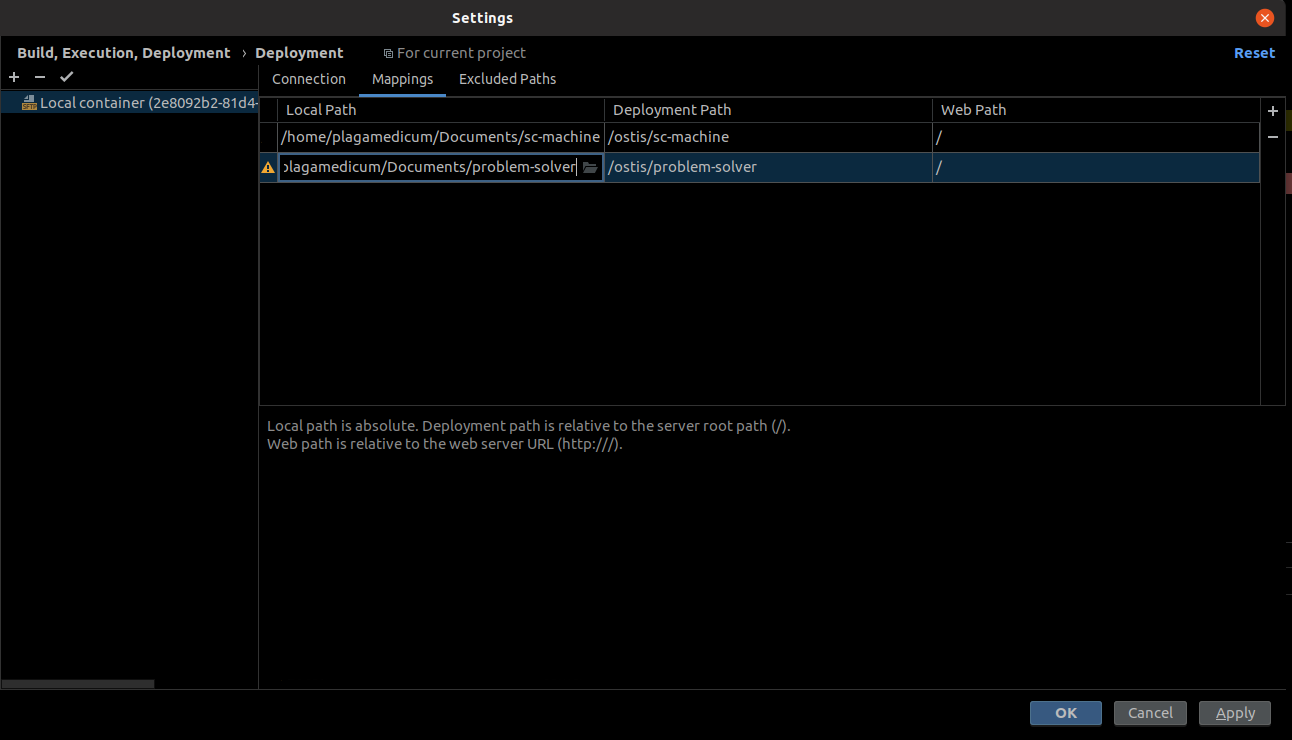 Settings
Build, Execution, Deployment › Deployment For current project Reset
Connection Mappings Excluded Paths
Local container (2e8092b2-81d4-
Local Path Deployment Path Web Path
/home/plagamedicum/Documents/sc-machine /ostis/sc-machine /
plagamedicum/Documents/problem-solver /ostis/problem-solver /
Local path is absolute. Deployment path is relative to the server root path (/).
Web path is relative to the web server URL (http:///).
OK Cancel Apply